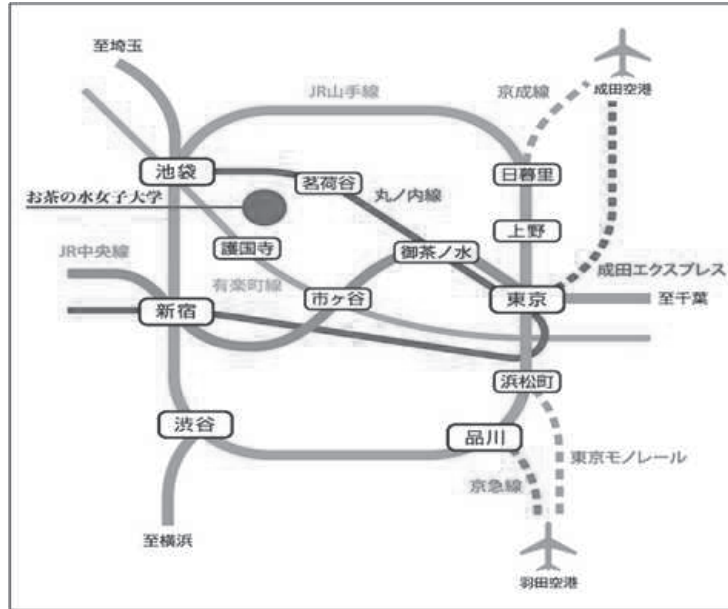 至埼玉
JR山手線
京成線
成田空港
池袋
茗荷谷
丸ノ内線
日暮里
お茶の水女子大学
護国寺
御茶ノ水
上野
JR中央線
有楽町線
成田エクスプレス
新宿
市ヶ谷
東京
至千葉
浜松町
渋谷
品川
東京モノレール
京急線
至横浜
羽田空港